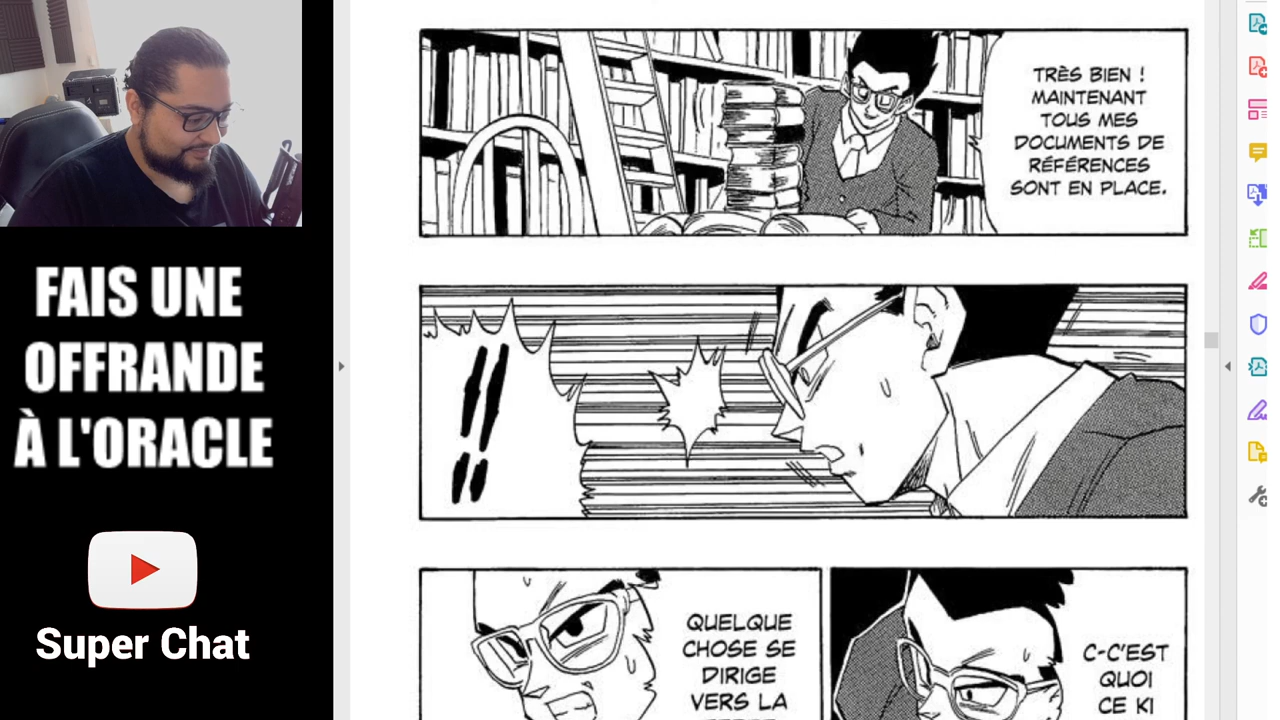 FAIS UNE
OFFRANDE
À L'ORACLE
Super Chat
TRÈS BIEN !
MAINTENANT
TOUS MES
DOCUMENTS DE
RÉFÉRENCES
SONT EN PLACE.
!!
QUELQUE
CHOSE SE
DIRIGE
VERS LA
C-C'EST
QUOI
CE KI